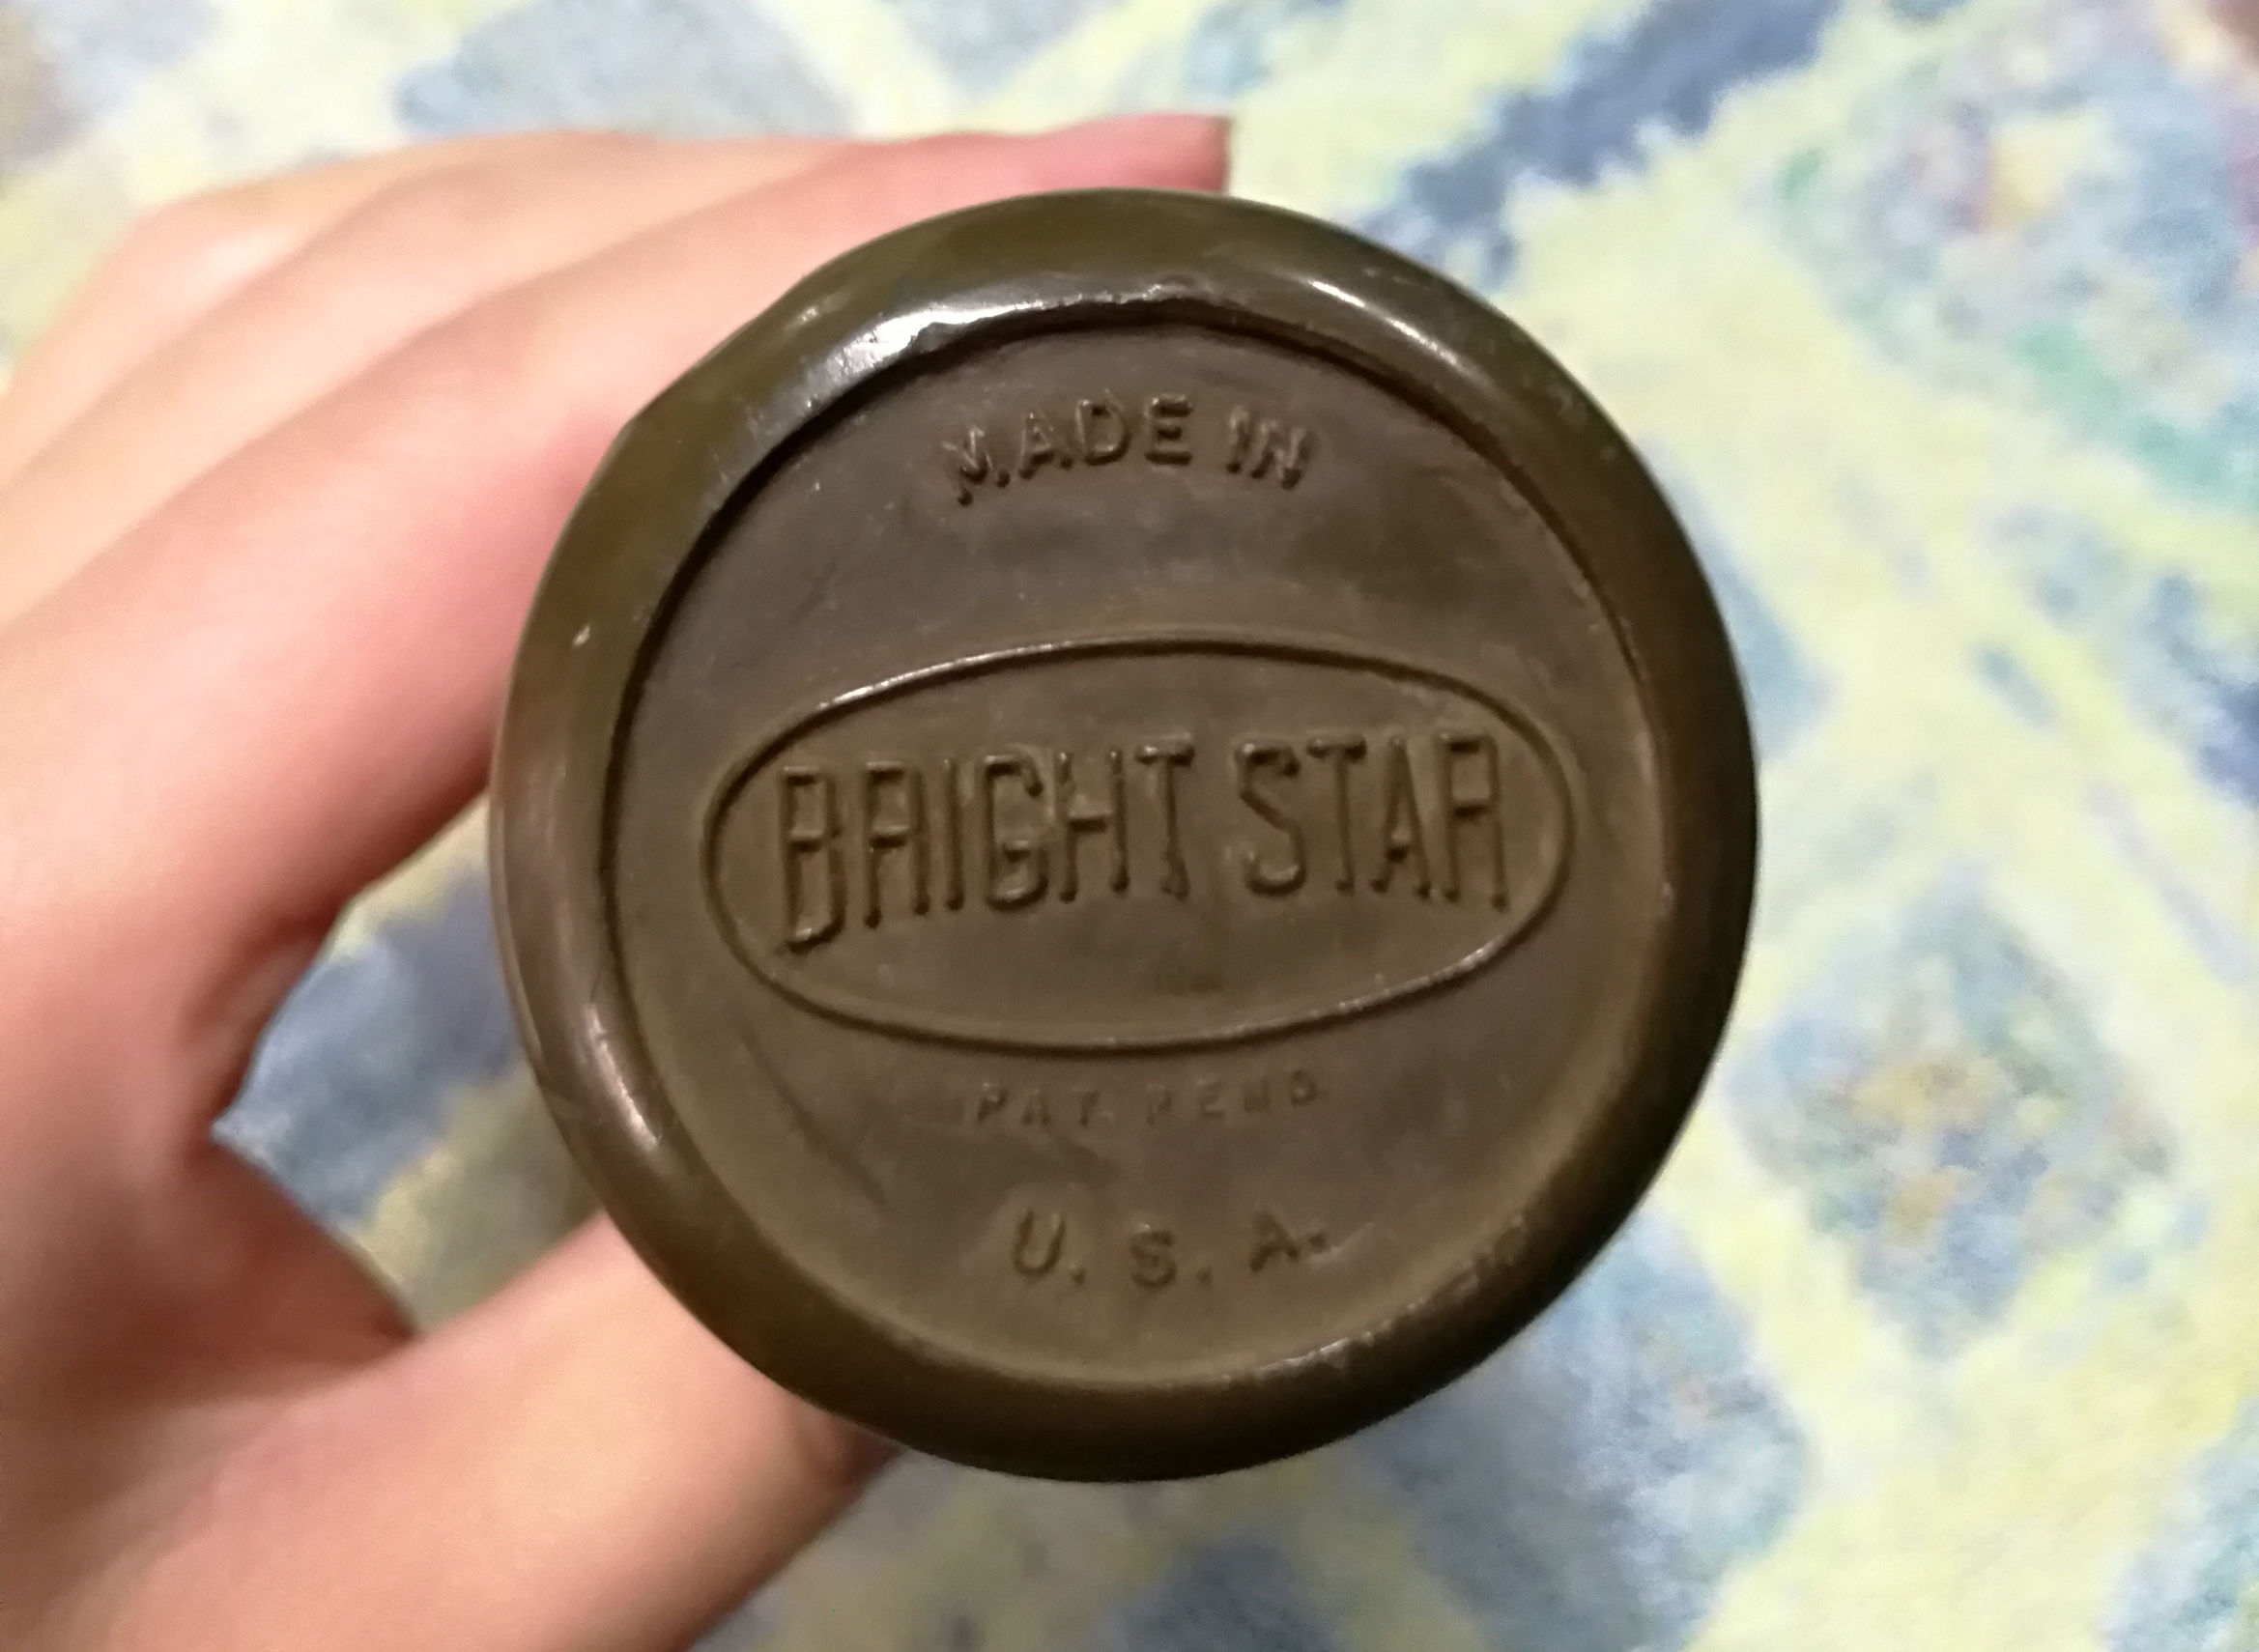 MADE IN
BRIGHT STAR
PAT. PEND
U. S. A.